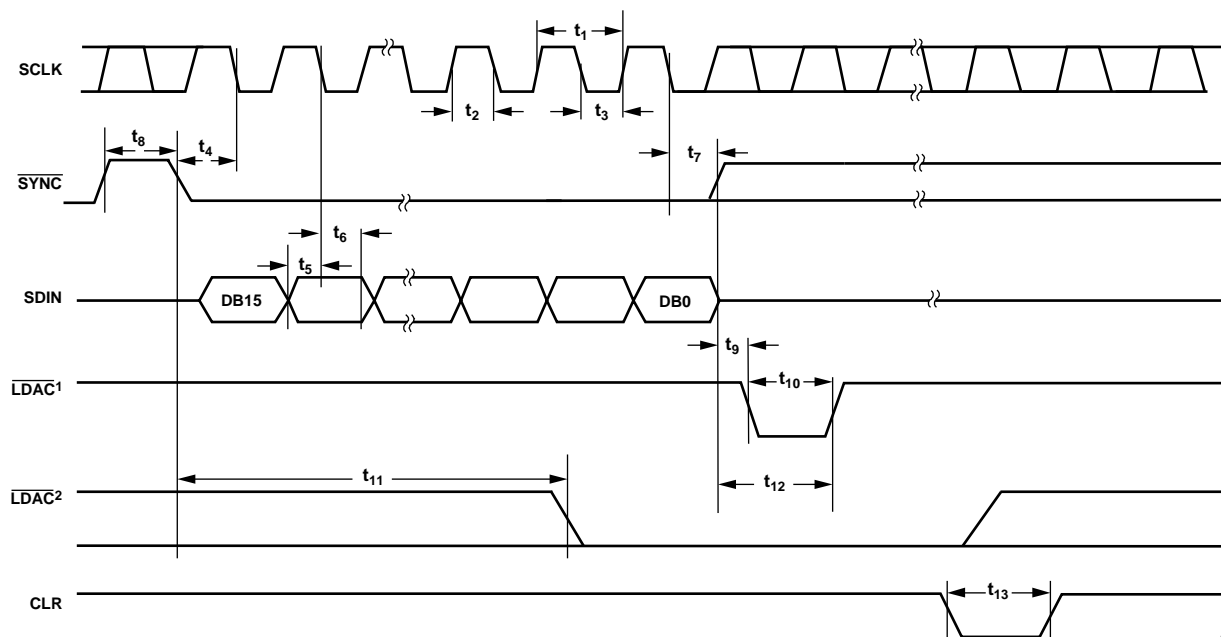 SCLK
t1
t2
t3
SYNC
t8
t4
t7
SDIN
t5
t6
DB15
DB0
t9
LDAC1
t10
t11
t12
LDAC2
CLR
t13